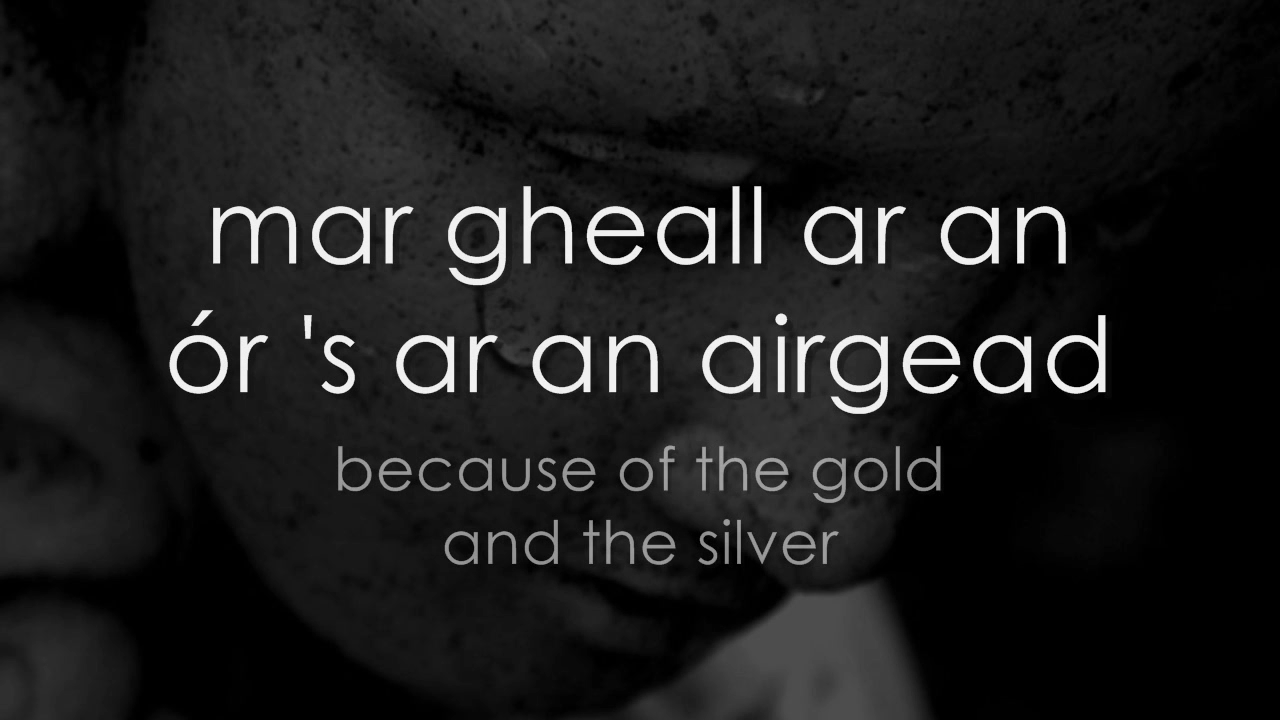 mar gheall ar an
ór 's ar an airgead
because of the gold
and the silver